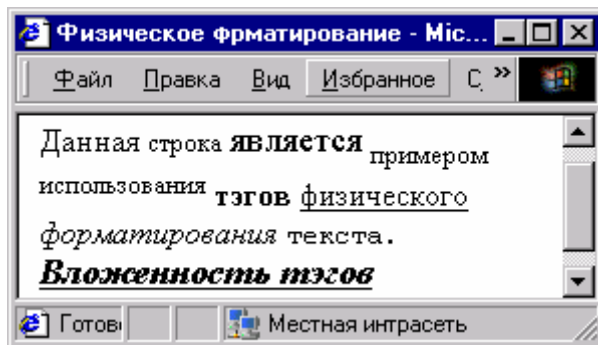 Физическое фрматирование - Mic...
Файл Правка Вид Избранное С »
Данная строка является примером
использования тэгов физического
форматирования текста.
Вложенность тэгов
Готов Местная интрасеть